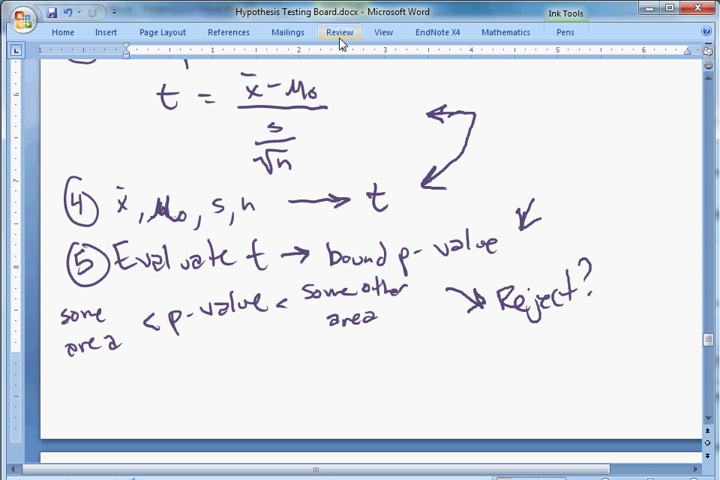 Hypothesis Testing Board.docx - Microsoft Word
Ink Tools
Home Insert Page Layout References Mailings Review View EndNote X4 Mathematics Pens
t = x̄ - μ₀
s
√n
④ x̄, μ₀, s, n → t
⑤ Evaluate t → bound p-value
some area < p-value < some other area ↘ Reject?